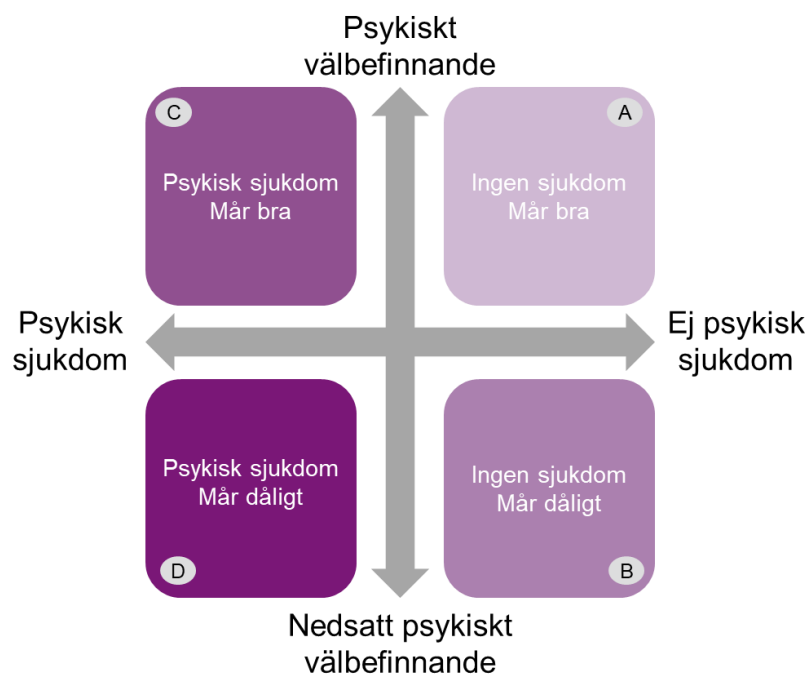 Psykiskt
välbefinnande
C
A
Psykisk sjukdom
Mår bra
Ingen sjukdom
Mår bra
Psykisk
sjukdom
Ej psykisk
sjukdom
Psykisk sjukdom
Mår dåligt
Ingen sjukdom
Mår dåligt
D
B
Nedsatt psykiskt
välbefinnande